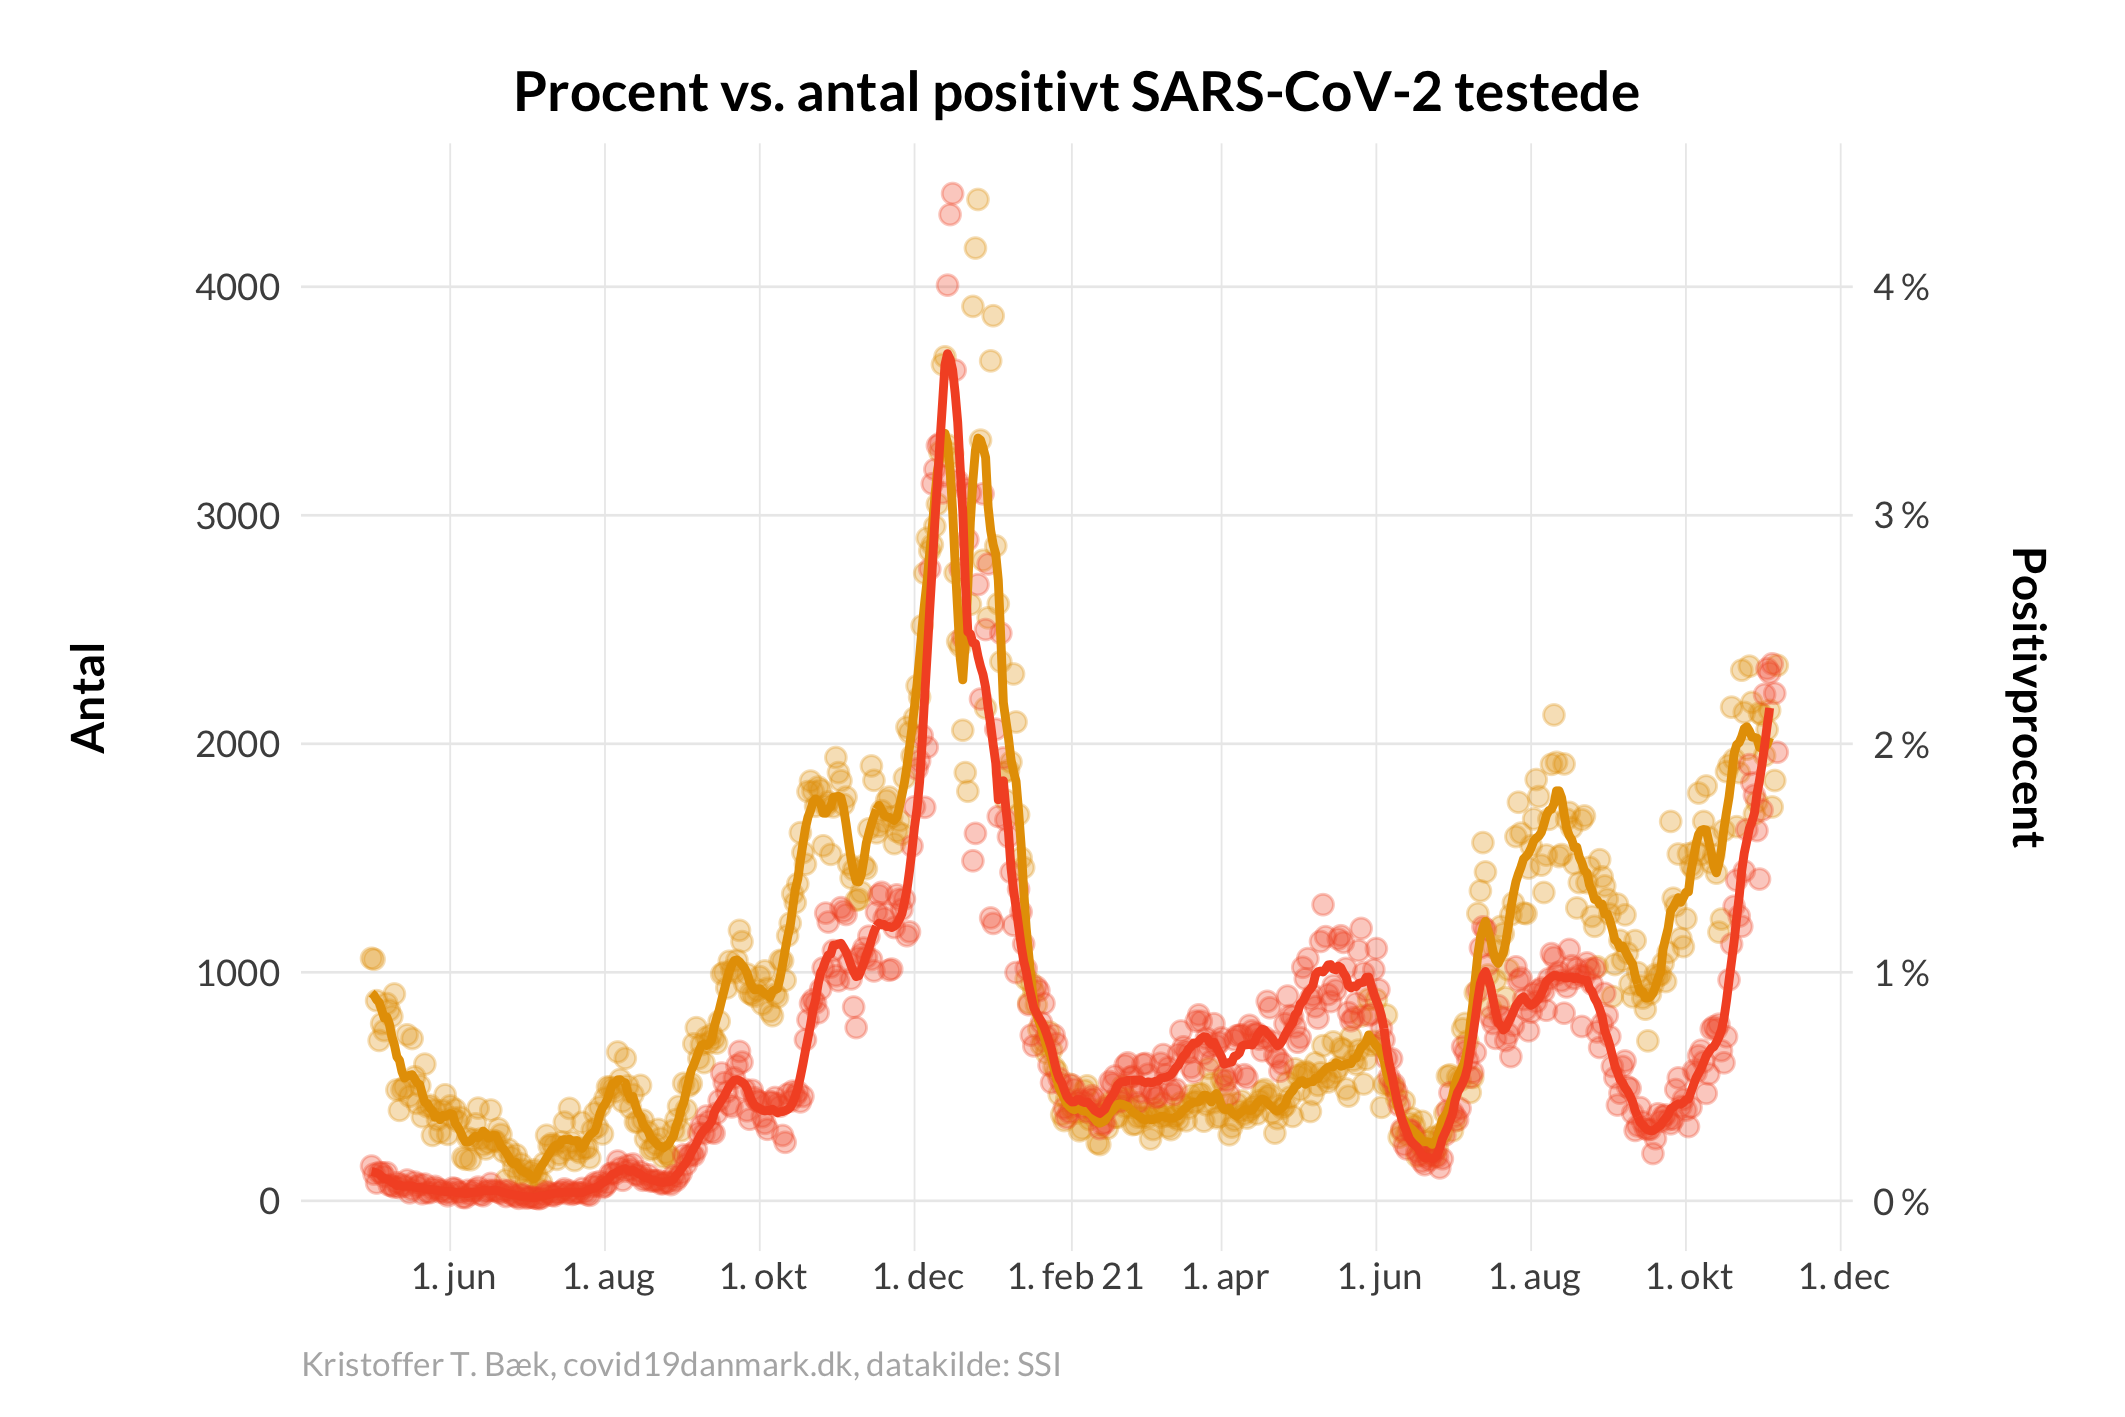 Procent vs. antal positivt SARS-CoV-2 testede
Antal
4000
3000
2000
1000
0
4 %
3 %
2 %
1 %
0 %
Positivprocent
1. jun
1. aug
1. okt
1. dec
1. feb 21
1. apr
1. jun
1. aug
1. okt
1. dec
Kristoffer T. Bæk, covid19danmark.dk, datakilde: SSI